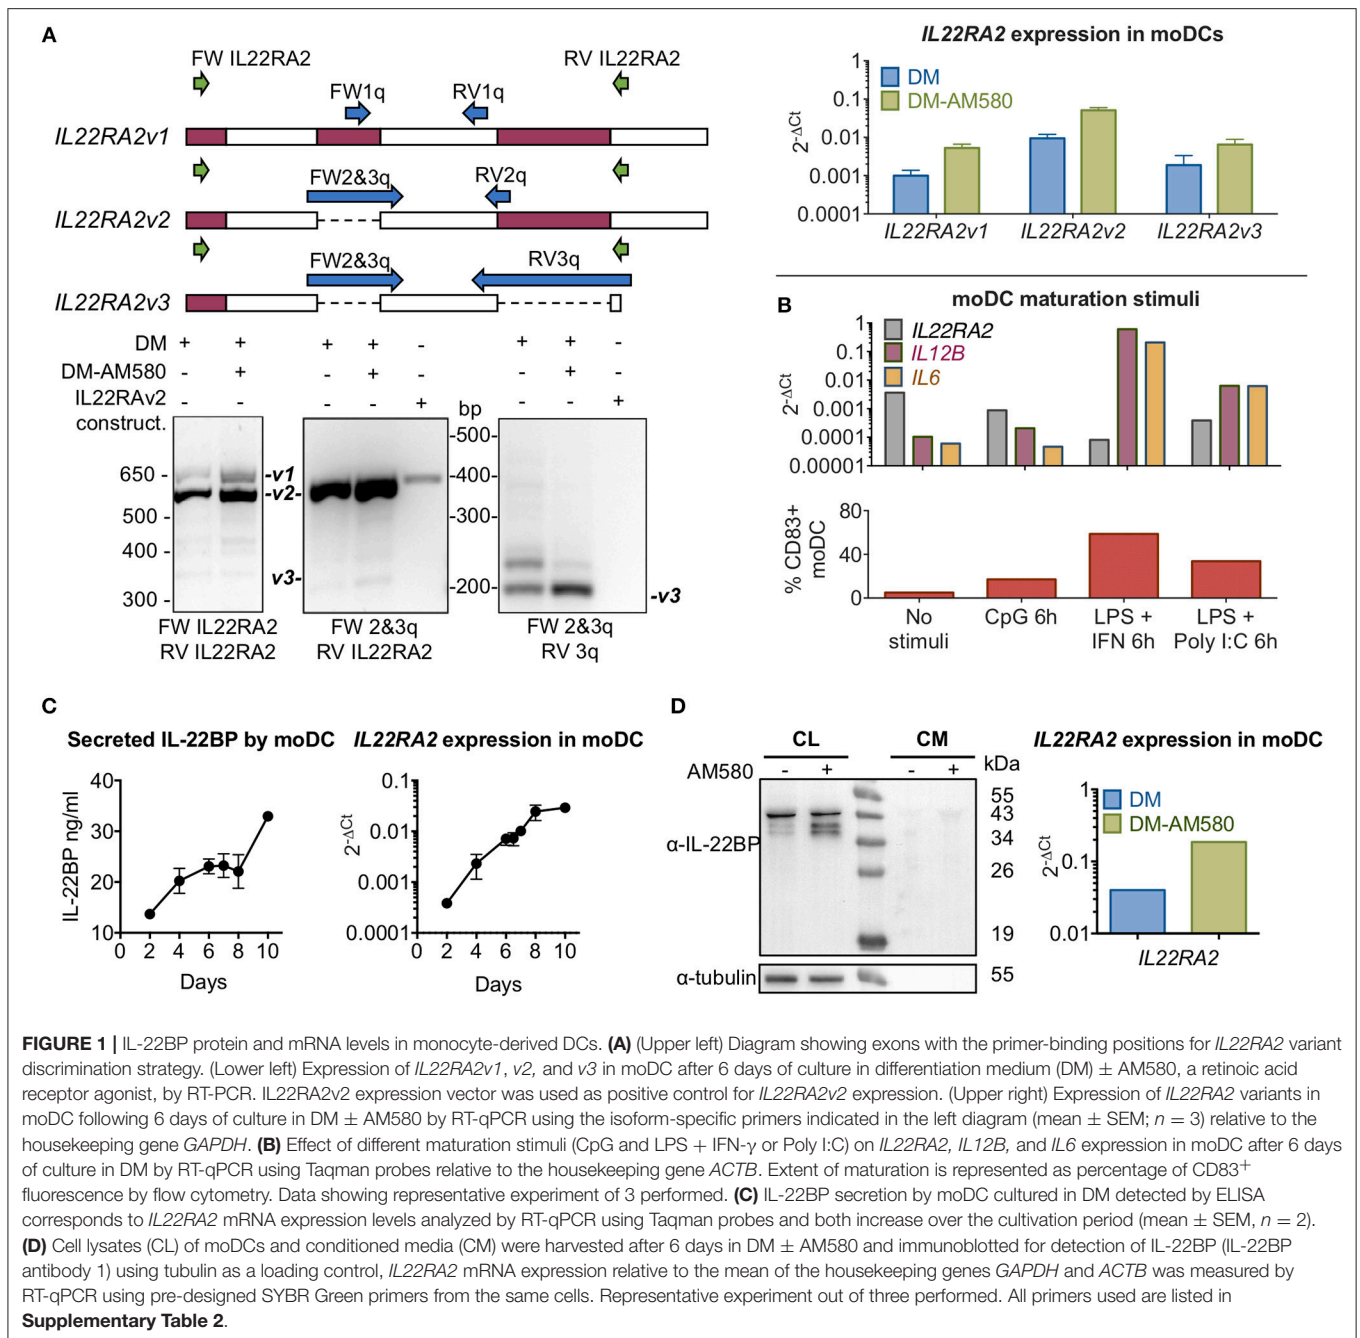 A
FW IL22RA2
RV IL22RA2
FW1q
RV1q
IL22RA2v1
FW2&3q
RV2q
IL22RA2v2
FW2&3q
RV3q
IL22RA2v3
DM + + + + - + + -
DM-AM580 - + - + - - + -
IL22RAv2 construct. - - - - + - - +
bp
650 -
500 -
400 -
300 -
-v1
-v2-
v3-
-500-
-400-
-300-
-200-
-v3
FW IL22RA2
RV IL22RA2
FW 2&3q
RV IL22RA2
FW 2&3q
RV 3q
IL22RA2 expression in moDCs
DM
DM-AM580
2-ΔCt
1
0.1
0.01
0.001
0.0001
IL22RA2v1 IL22RA2v2 IL22RA2v3
B
moDC maturation stimuli
IL22RA2
IL12B
IL6
2-ΔCt
1
0.1
0.01
0.001
0.0001
0.00001
% CD83+
moDC
80
40
0
No stimuli
CpG 6h
LPS + IFN 6h
LPS + Poly I:C 6h
C
Secreted IL-22BP by moDC
IL-22BP ng/ml
40
30
20
10
0 2 4 6 8 10
Days
IL22RA2 expression in moDC
2-ΔCt
0.1
0.01
0.001
0.0001
0 2 4 6 8 10
Days
D
CL CM
AM580 - + - +
kDa
α-IL-22BP
55
43
34
26
19
α-tubulin
55
IL22RA2 expression in moDC
DM
DM-AM580
2-ΔCt
1
0.1
0.01
IL22RA2
FIGURE 1 | IL-22BP protein and mRNA levels in monocyte-derived DCs. (A) (Upper left) Diagram showing exons with the primer-binding positions for IL22RA2 variant
discrimination strategy. (Lower left) Expression of IL22RA2v1, v2, and v3 in moDC after 6 days of culture in differentiation medium (DM) ± AM580, a retinoic acid
receptor agonist, by RT-PCR. IL22RA2v2 expression vector was used as positive control for IL22RA2v2 expression. (Upper right) Expression of IL22RA2 variants in
moDC following 6 days of culture in DM ± AM580 by RT-qPCR using the isoform-specific primers indicated in the left diagram (mean ± SEM; n = 3) relative to the
housekeeping gene GAPDH. (B) Effect of different maturation stimuli (CpG and LPS + IFN-γ or Poly I:C) on IL22RA2, IL12B, and IL6 expression in moDC after 6 days
of culture in DM by RT-qPCR using Taqman probes relative to the housekeeping gene ACTB. Extent of maturation is represented as percentage of CD83+
fluorescence by flow cytometry. Data showing representative experiment of 3 performed. (C) IL-22BP secretion by moDC cultured in DM detected by ELISA
corresponds to IL22RA2 mRNA expression levels analyzed by RT-qPCR using Taqman probes and both increase over the cultivation period (mean ± SEM, n = 2).
(D) Cell lysates (CL) of moDCs and conditioned media (CM) were harvested after 6 days in DM ± AM580 and immunoblotted for detection of IL-22BP (IL-22BP
antibody 1) using tubulin as a loading control, IL22RA2 mRNA expression relative to the mean of the housekeeping genes GAPDH and ACTB was measured by
RT-qPCR using pre-designed SYBR Green primers from the same cells. Representative experiment out of three performed. All primers used are listed in
Supplementary Table 2.